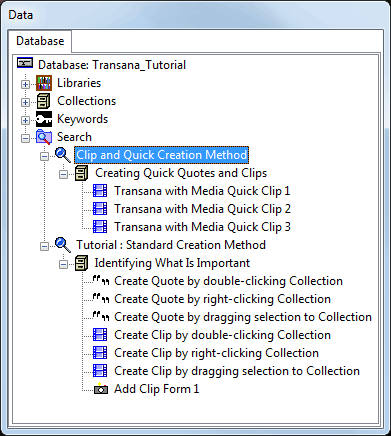 Data
Database
Database: Transana_Tutorial
Libraries
Collections
Keywords
Search
Clip and Quick Creation Method
Creating Quick Quotes and Clips
Transana with Media Quick Clip 1
Transana with Media Quick Clip 2
Transana with Media Quick Clip 3
Tutorial : Standard Creation Method
Identifying What Is Important
Create Quote by double-clicking Collection
Create Quote by right-clicking Collection
Create Quote by dragging selection to Collection
Create Clip by double-clicking Collection
Create Clip by right-clicking Collection
Create Clip by dragging selection to Collection
Add Clip Form 1